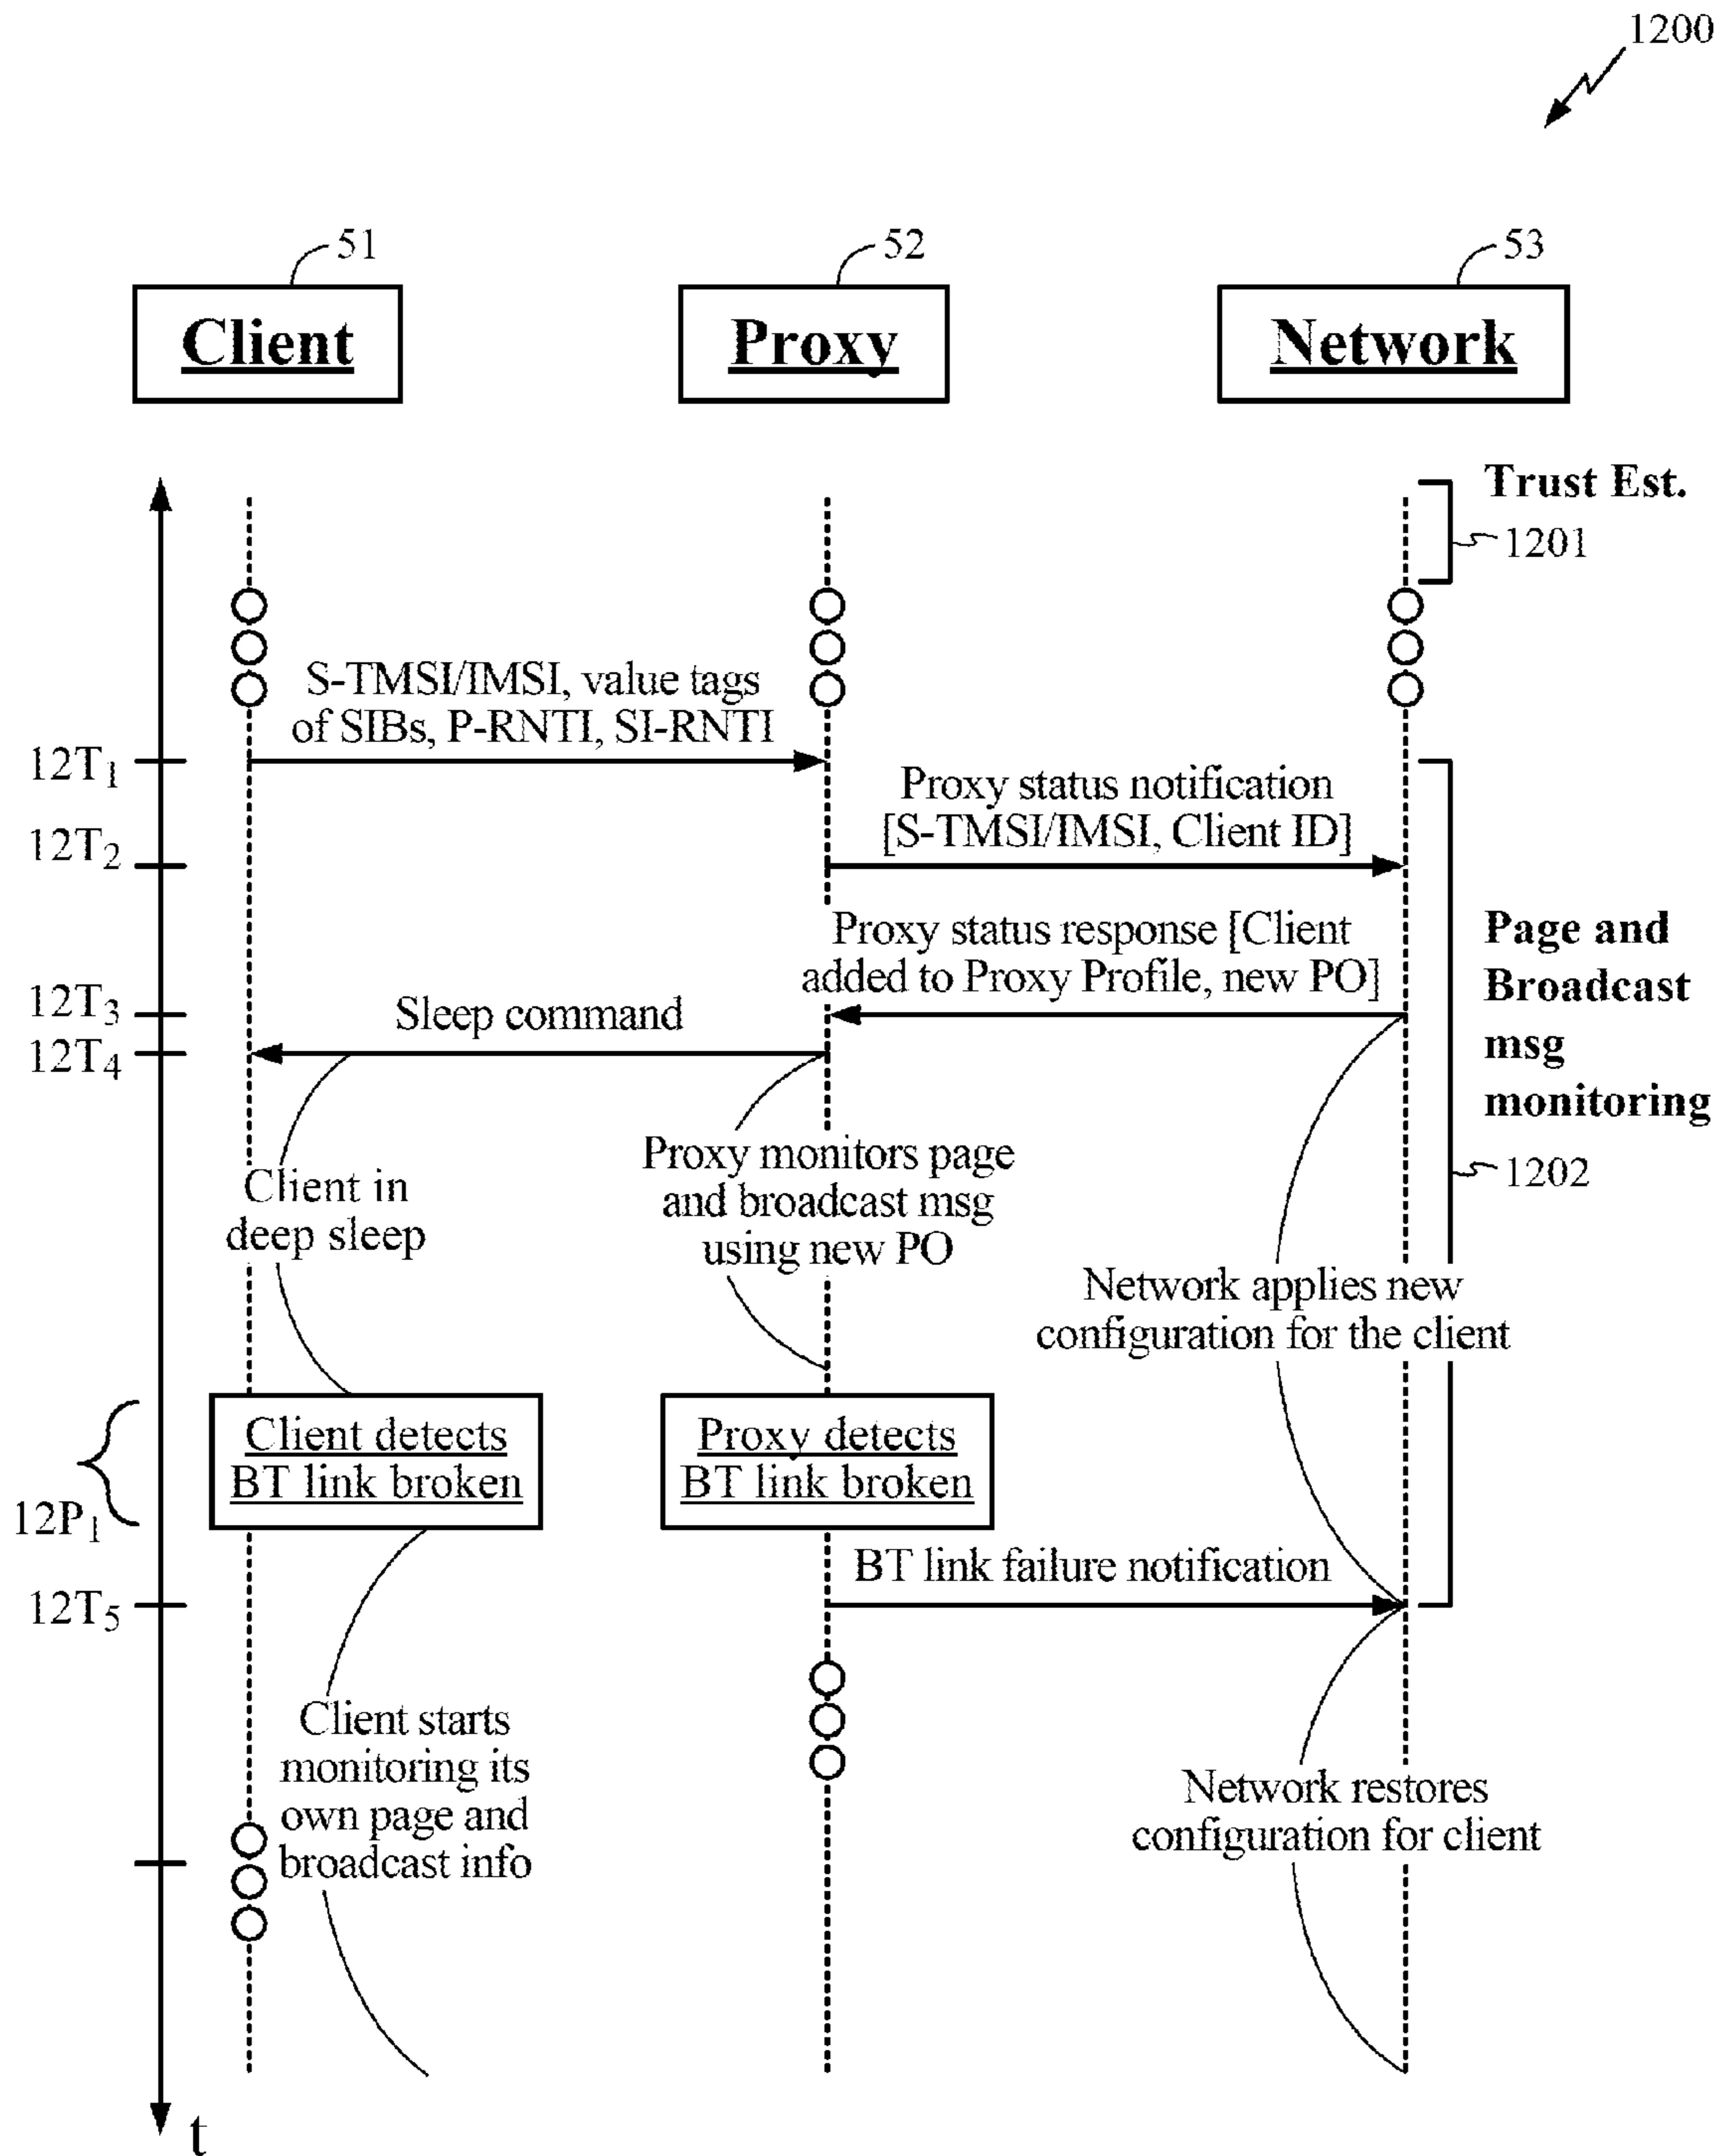 1200
51
52
53
Client
Proxy
Network
Trust Est.
1201
S-TMSI/IMSI, value tags
of SIBs, P-RNTI, SI-RNTI
12T1
Proxy status notification
[S-TMSI/IMSI, Client ID]
12T2
Proxy status response [Client
added to Proxy Profile, new PO]
Page and
Broadcast
msg
monitoring
1202
12T3
Sleep command
12T4
Client in
deep sleep
Proxy monitors page
and broadcast msg
using new PO
Network applies new
configuration for the client
Client detects
BT link broken
Proxy detects
BT link broken
12P1
BT link failure notification
12T5
Client starts
monitoring its
own page and
broadcast info
Network restores
configuration for client
t